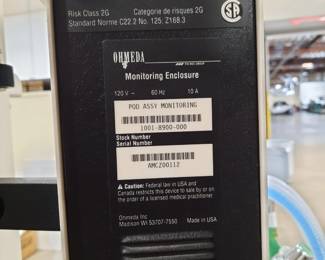 Risk Class 2G Categorie de risques 2G
Standard Norme C22.2 No. 125; Z168.3
OHMEDA
Monitoring Enclosure
120 V ~ 60 Hz 10 A
POD ASSY MONITORING
1001-8900-000
Stock Number
Serial Number
AMCZ00112
Caution: Federal law in USA and
Canada restricts this device to sale by or on
the order of a licensed medical practitioner.
Ohmeda Inc
Madison WI 53707-7550 Made in USA